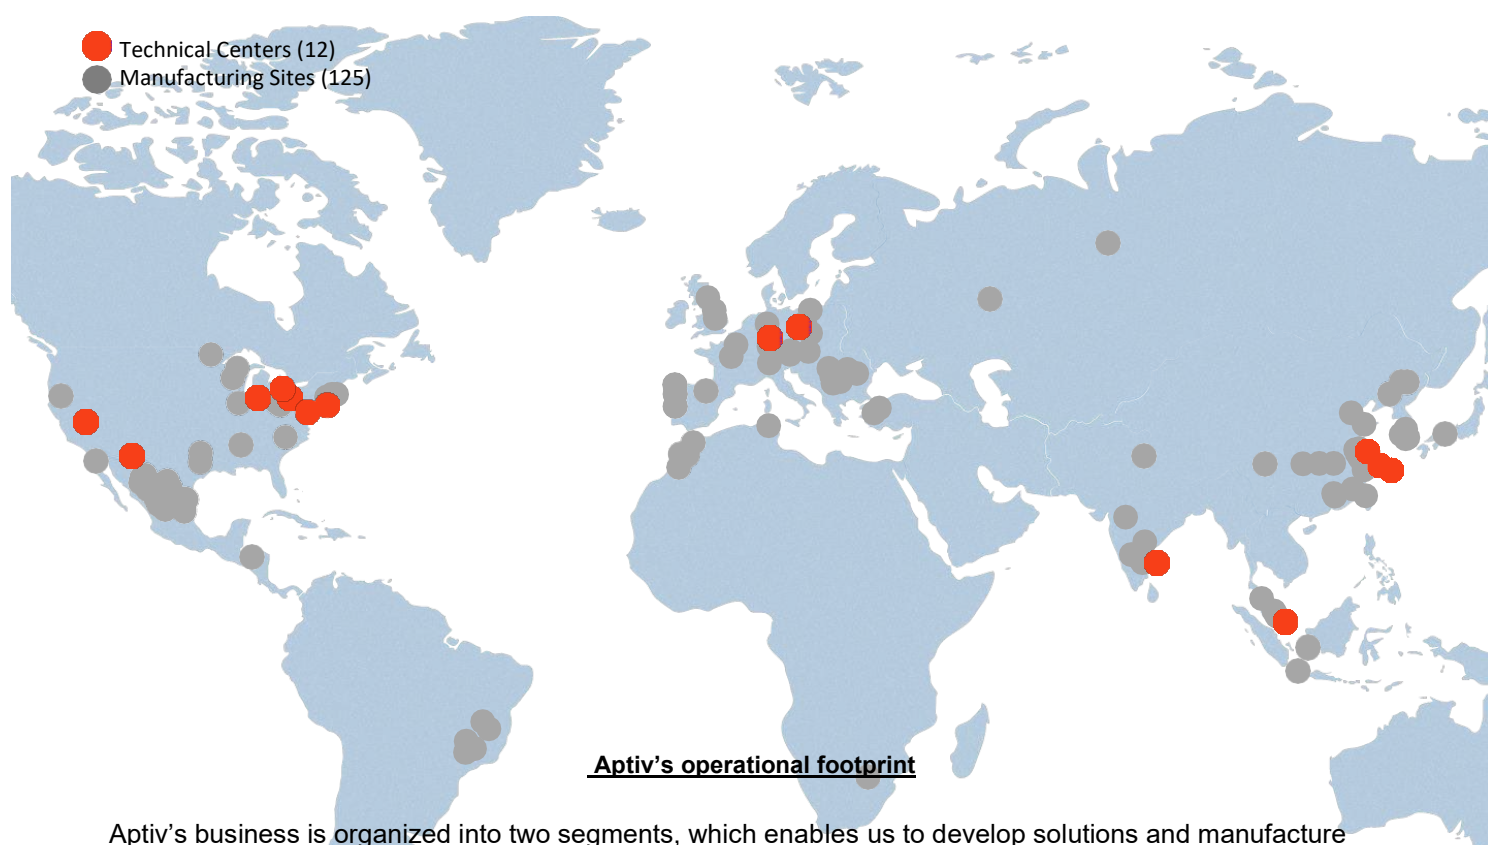 Technical Centers (12)
Manufacturing Sites (125)
Aptiv’s operational footprint
Aptiv’s business is organized into two segments, which enables us to develop solutions and manufacture